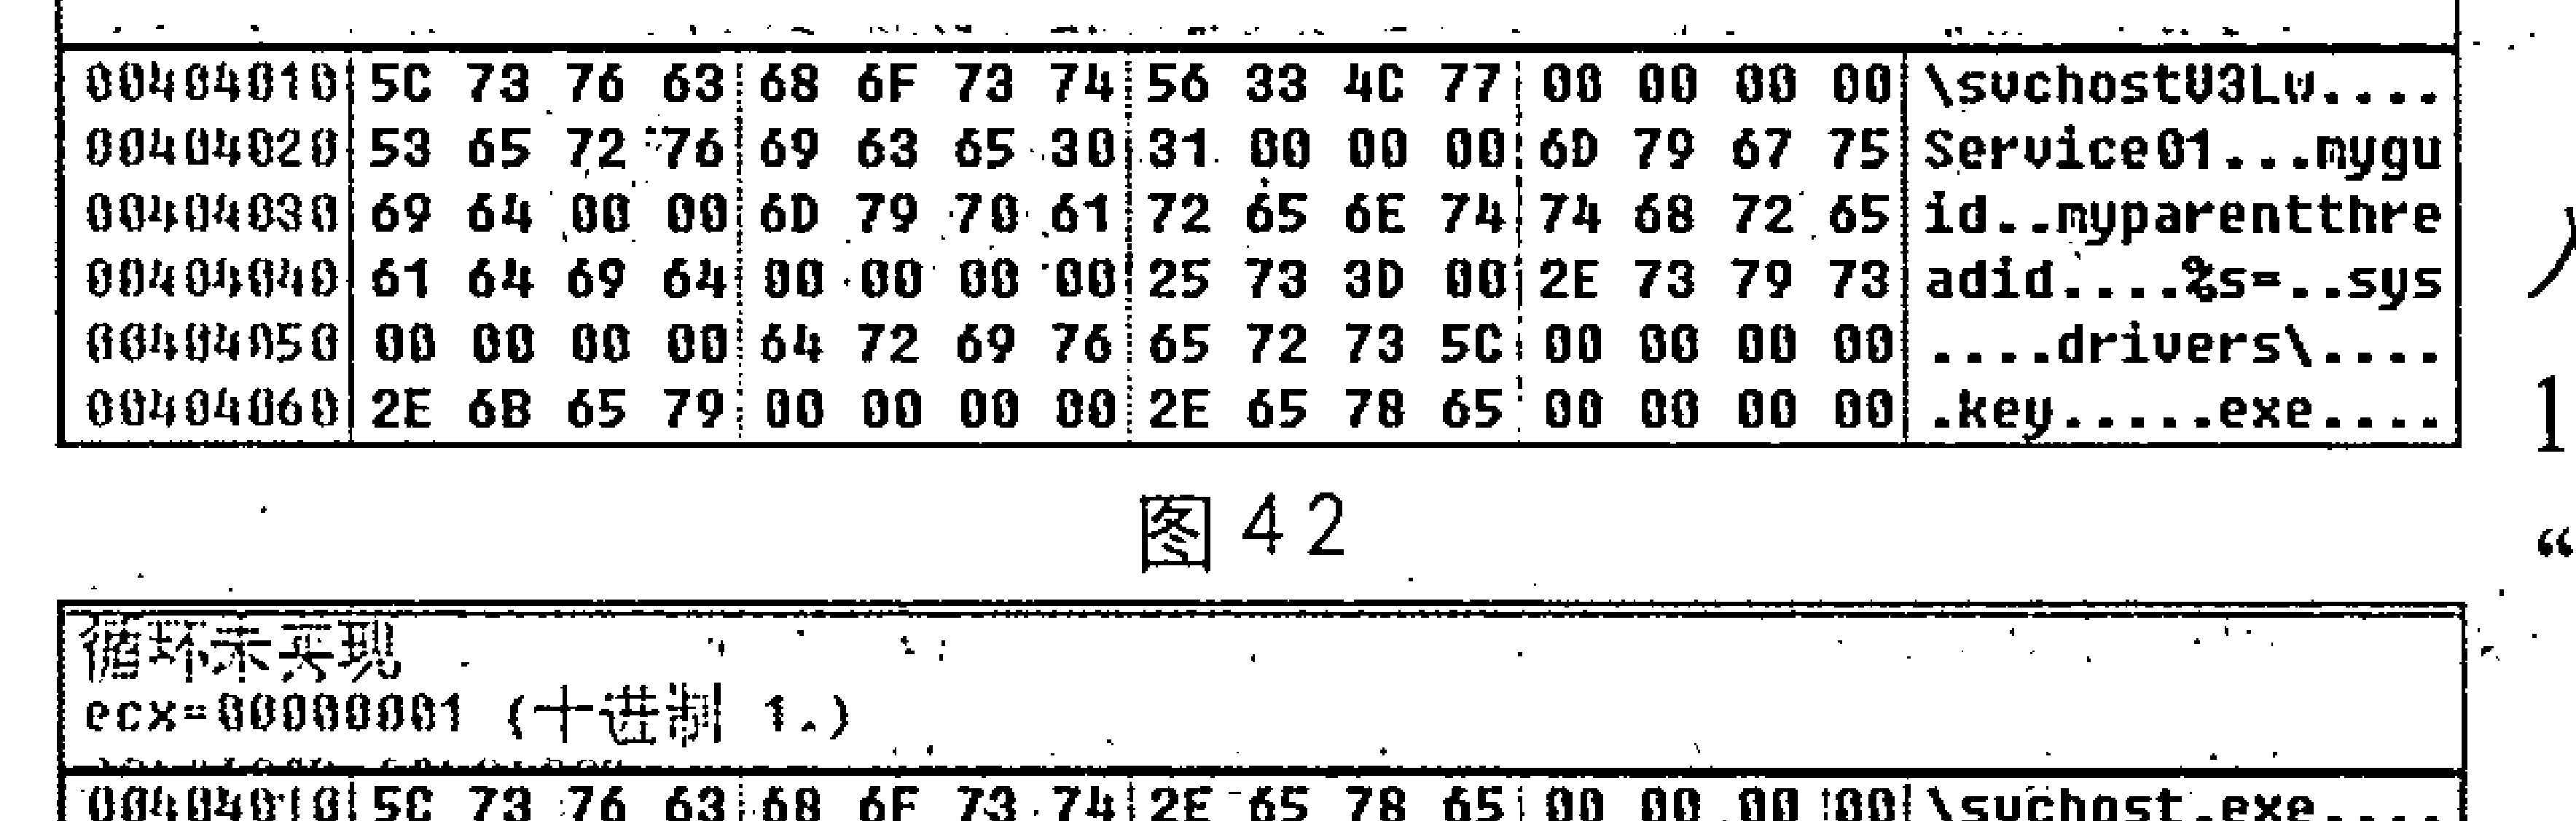 00404010 5C 73 76 63 68 6F 73 74 56 33 4C 77 00 00 00 00 \svchostV3Lw....
00404020 53 65 72 76 69 63 65 30 31 00 00 00 6D 79 67 75 Service01...mygu
00404030 69 64 00 00 6D 79 70 61 72 65 6E 74 74 68 72 65 id..myparentthre
00404040 61 64 69 64 00 00 00 00 25 73 3D 00 2E 73 79 73 adid....%s=..sys
00404050 00 00 00 00 64 72 69 76 65 72 73 5C 00 00 00 00 ....drivers\....
00404060 2E 6B 65 79 00 00 00 00 2E 65 78 65 00 00 00 00 .key.....exe....
1
“
图 42
循环未实现
ecx=00000001 (十进制 1.)
00404010 5C 73 76 63 68 6F 73 74 2E 65 78 65 00 00 00 00 \svchost.exe....